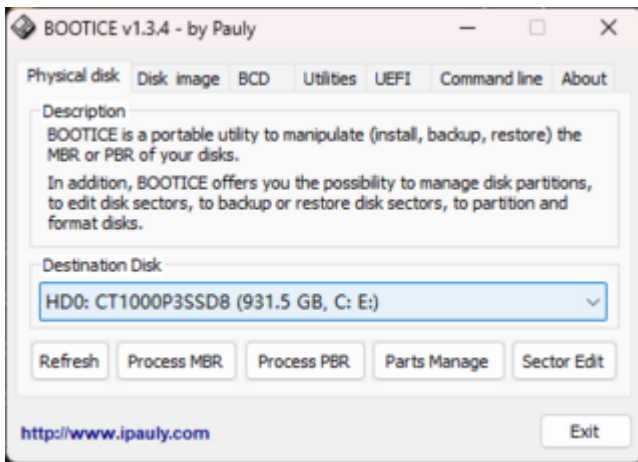 BOOTICE v1.3.4 - by Pauly
Physical disk Disk image BCD Utilities UEFI Command line About
Description
BOOTICE is a portable utility to manipulate (install, backup, restore) the
MBR or PBR of your disks.
In addition, BOOTICE offers you the possibility to manage disk partitions,
to edit disk sectors, to backup or restore disk sectors, to partition and
format disks.
Destination Disk
HD0: CT1000P3SSD8 (931.5 GB, C: E:)
Refresh Process MBR Process PBR Parts Manage Sector Edit
http://www.ipauly.com Exit